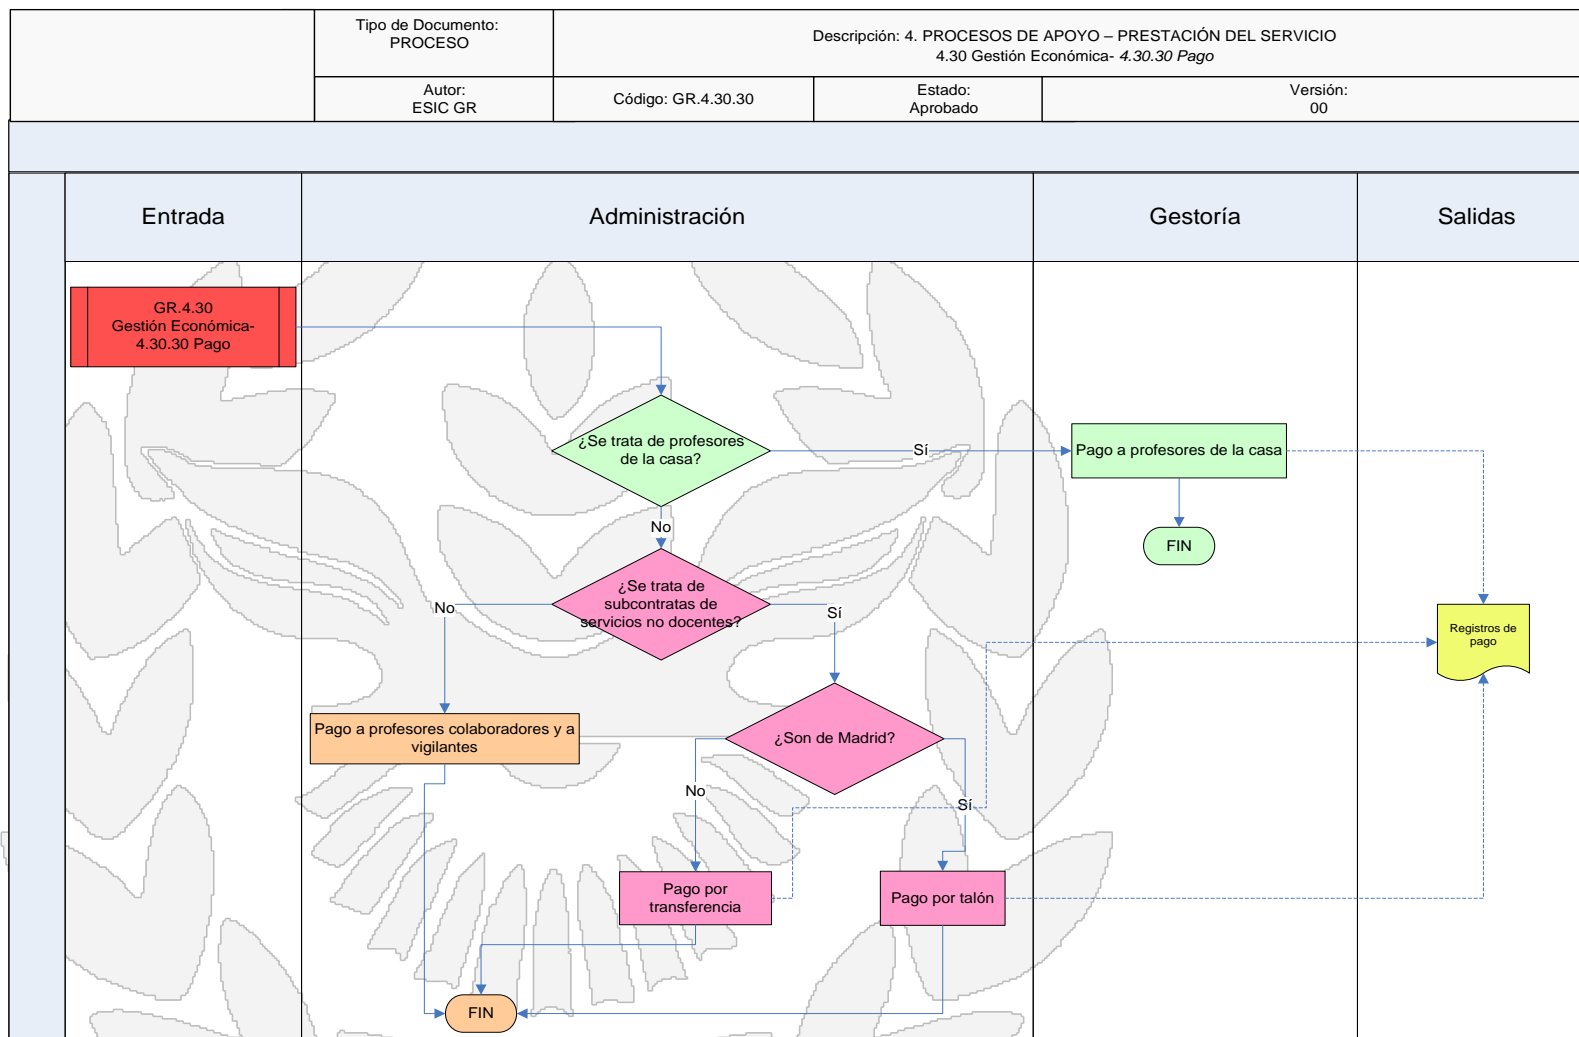 Tipo de Documento:
PROCESO
Descripción: 4. PROCESOS DE APOYO – PRESTACIÓN DEL SERVICIO
4.30 Gestión Económica- 4.30.30 Pago
Autor:
ESIC GR
Código: GR.4.30.30
Estado:
Aprobado
Versión:
00
Entrada
Administración
Gestoría
Salidas
GR.4.30
Gestión Económica-
4.30.30 Pago
¿Se trata de profesores
de la casa?
Sí
Pago a profesores de la casa
No
FIN
¿Se trata de
subcontratas de
servicios no docentes?
No
Sí
Registros de
pago
Pago a profesores colaboradores y a
vigilantes
¿Son de Madrid?
No
Sí
Pago por
transferencia
Pago por talón
FIN